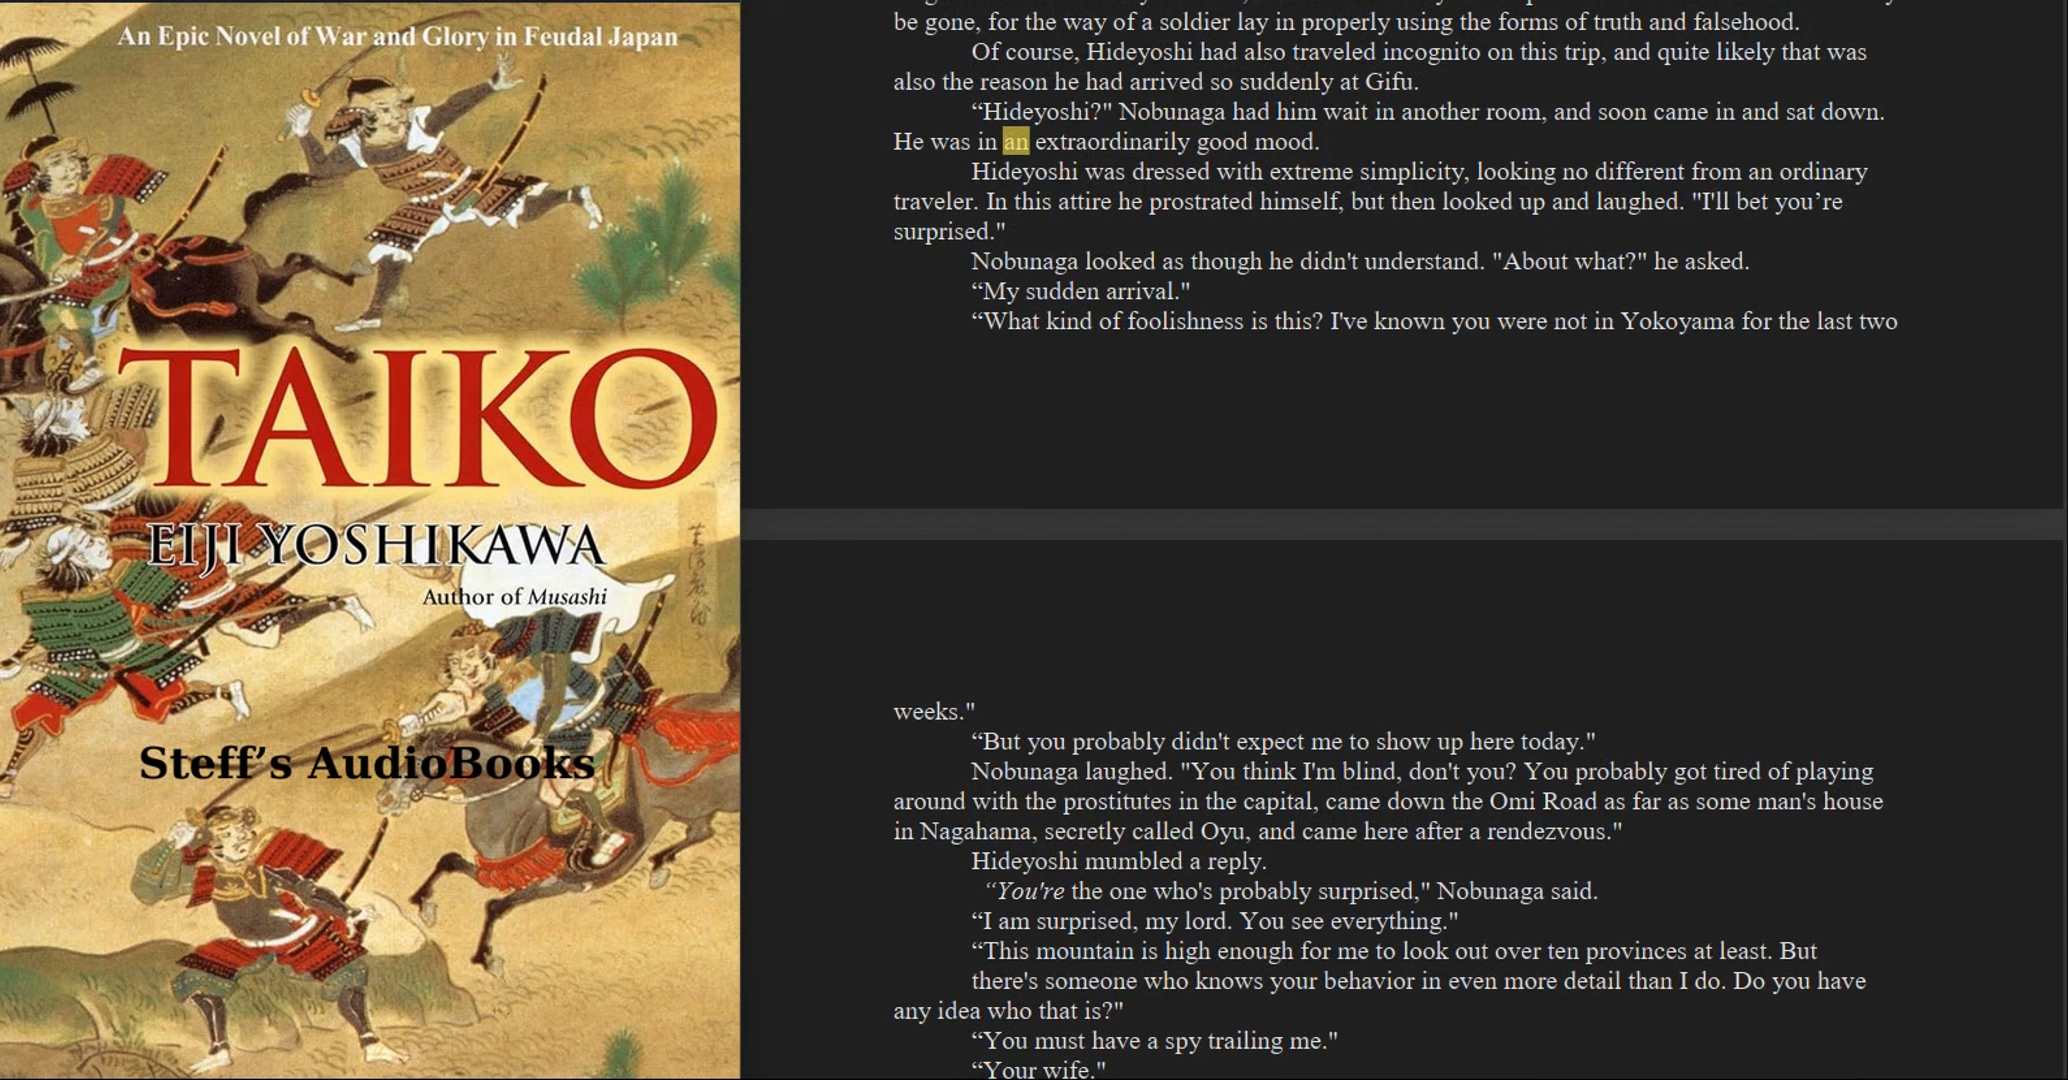 An Epic Novel of War and Glory in Feudal Japan
TAIKO
EIJI YOSHIKAWA
Author of Musashi
Steff’s AudioBooks
be gone, for the way of a soldier lay in properly using the forms of truth and falsehood.
Of course, Hideyoshi had also traveled incognito on this trip, and quite likely that was
also the reason he had arrived so suddenly at Gifu.
“Hideyoshi?" Nobunaga had him wait in another room, and soon came in and sat down.
He was in an extraordinarily good mood.
Hideyoshi was dressed with extreme simplicity, looking no different from an ordinary
traveler. In this attire he prostrated himself, but then looked up and laughed. "I'll bet you’re
surprised."
Nobunaga looked as though he didn't understand. "About what?" he asked.
“My sudden arrival."
“What kind of foolishness is this? I've known you were not in Yokoyama for the last two
weeks."
“But you probably didn't expect me to show up here today."
Nobunaga laughed. "You think I'm blind, don't you? You probably got tired of playing
around with the prostitutes in the capital, came down the Omi Road as far as some man's house
in Nagahama, secretly called Oyu, and came here after a rendezvous."
Hideyoshi mumbled a reply.
“You're the one who's probably surprised," Nobunaga said.
“I am surprised, my lord. You see everything."
“This mountain is high enough for me to look out over ten provinces at least. But
there's someone who knows your behavior in even more detail than I do. Do you have
any idea who that is?"
“You must have a spy trailing me."
“Your wife."